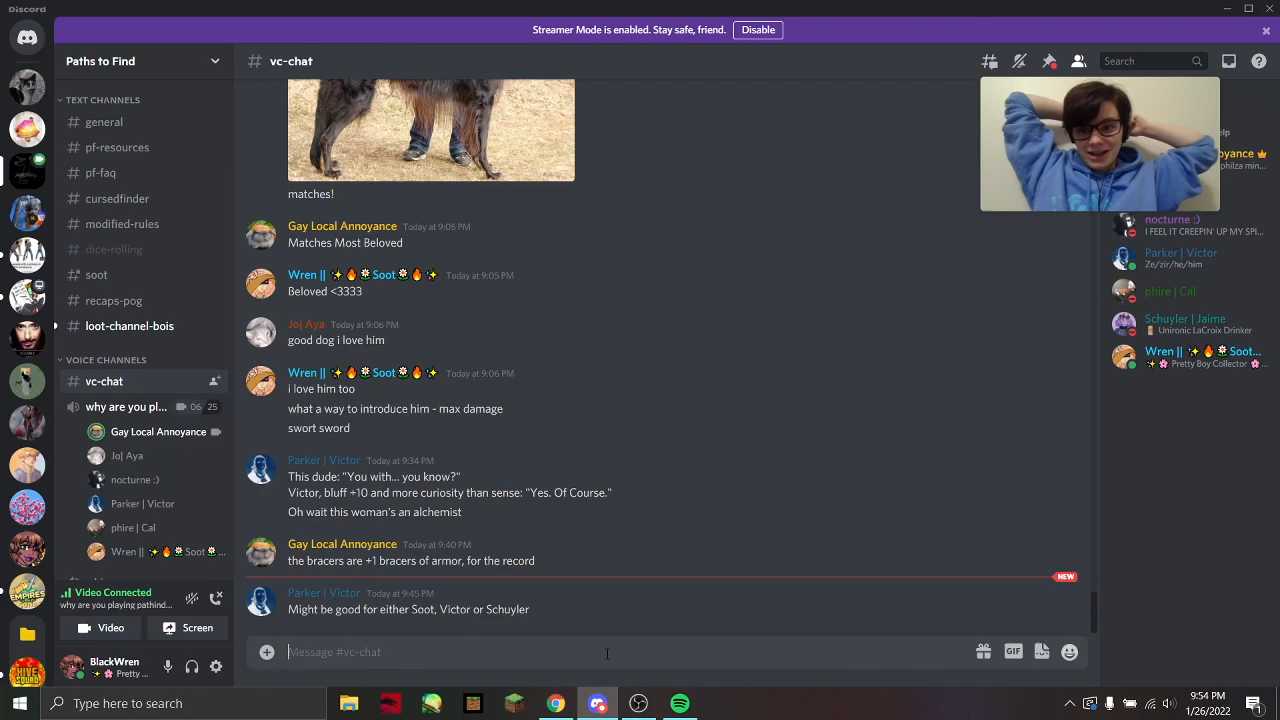 Discord
Streamer Mode is enabled. Stay safe, friend.
Disable
Paths to Find
TEXT CHANNELS
general
pf-resources
pf-faq
cursedfinder
modified-rules
dice-rolling
soot
recaps-pog
loot-channel-bois
VOICE CHANNELS
vc-chat
why are you pl... 06 25
Gay Local Annoyance
Jo| Aya
nocturne :)
Parker | Victor
phire | Cal
Wren || ✨🔥🌼Soot🌼🔥...
Video Connected
why are you playing pathind...
Video
Screen
BlackWren
✨🌸 Pretty ...
# vc-chat
Search
matches!
Gay Local Annoyance Today at 9:05 PM
Matches Most Beloved
Wren || ✨🔥🌼Soot🌼🔥✨ Today at 9:05 PM
Beloved <3333
Jo| Aya Today at 9:06 PM
good dog i love him
Wren || ✨🔥🌼Soot🌼🔥✨ Today at 9:06 PM
i love him too
what a way to introduce him - max damage
swort sword
Parker | Victor Today at 9:34 PM
This dude: "You with... you know?"
Victor, bluff +10 and more curiosity than sense: "Yes. Of Course."
Oh wait this woman's an alchemist
Gay Local Annoyance Today at 9:40 PM
the bracers are +1 bracers of armor, for the record
NEW
Parker | Victor Today at 9:45 PM
Might be good for either Soot, Victor or Schuyler
Message #vc-chat
GIF
nocturne :)
I FEEL IT CREEPIN' UP MY SPI...
Parker | Victor
Ze/zir/he/him
phire | Cal
Schuyler | Jaime
Unironic LaCroix Drinker
Wren || ✨🔥🌼Soot...
✨🌸 Pretty Boy Collector 🌸...
Type here to search
9:54 PM
1/26/2022